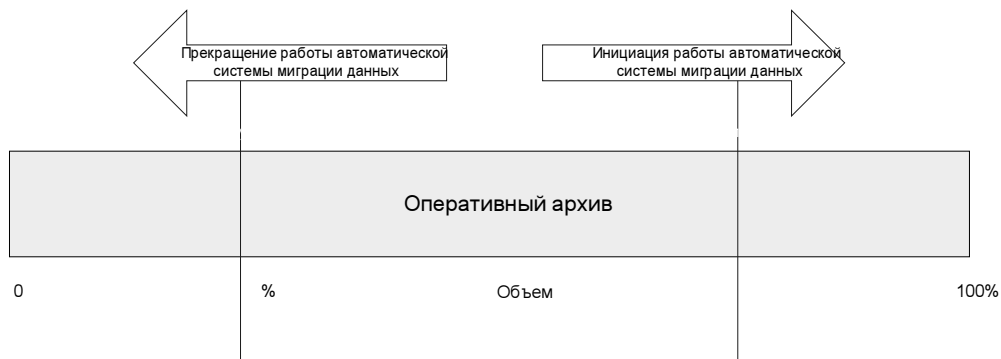 Прекращение работы автоматической
системы миграции данных
Инициация работы автоматической
системы миграции данных
Оперативный архив
0
%
Объем
100%